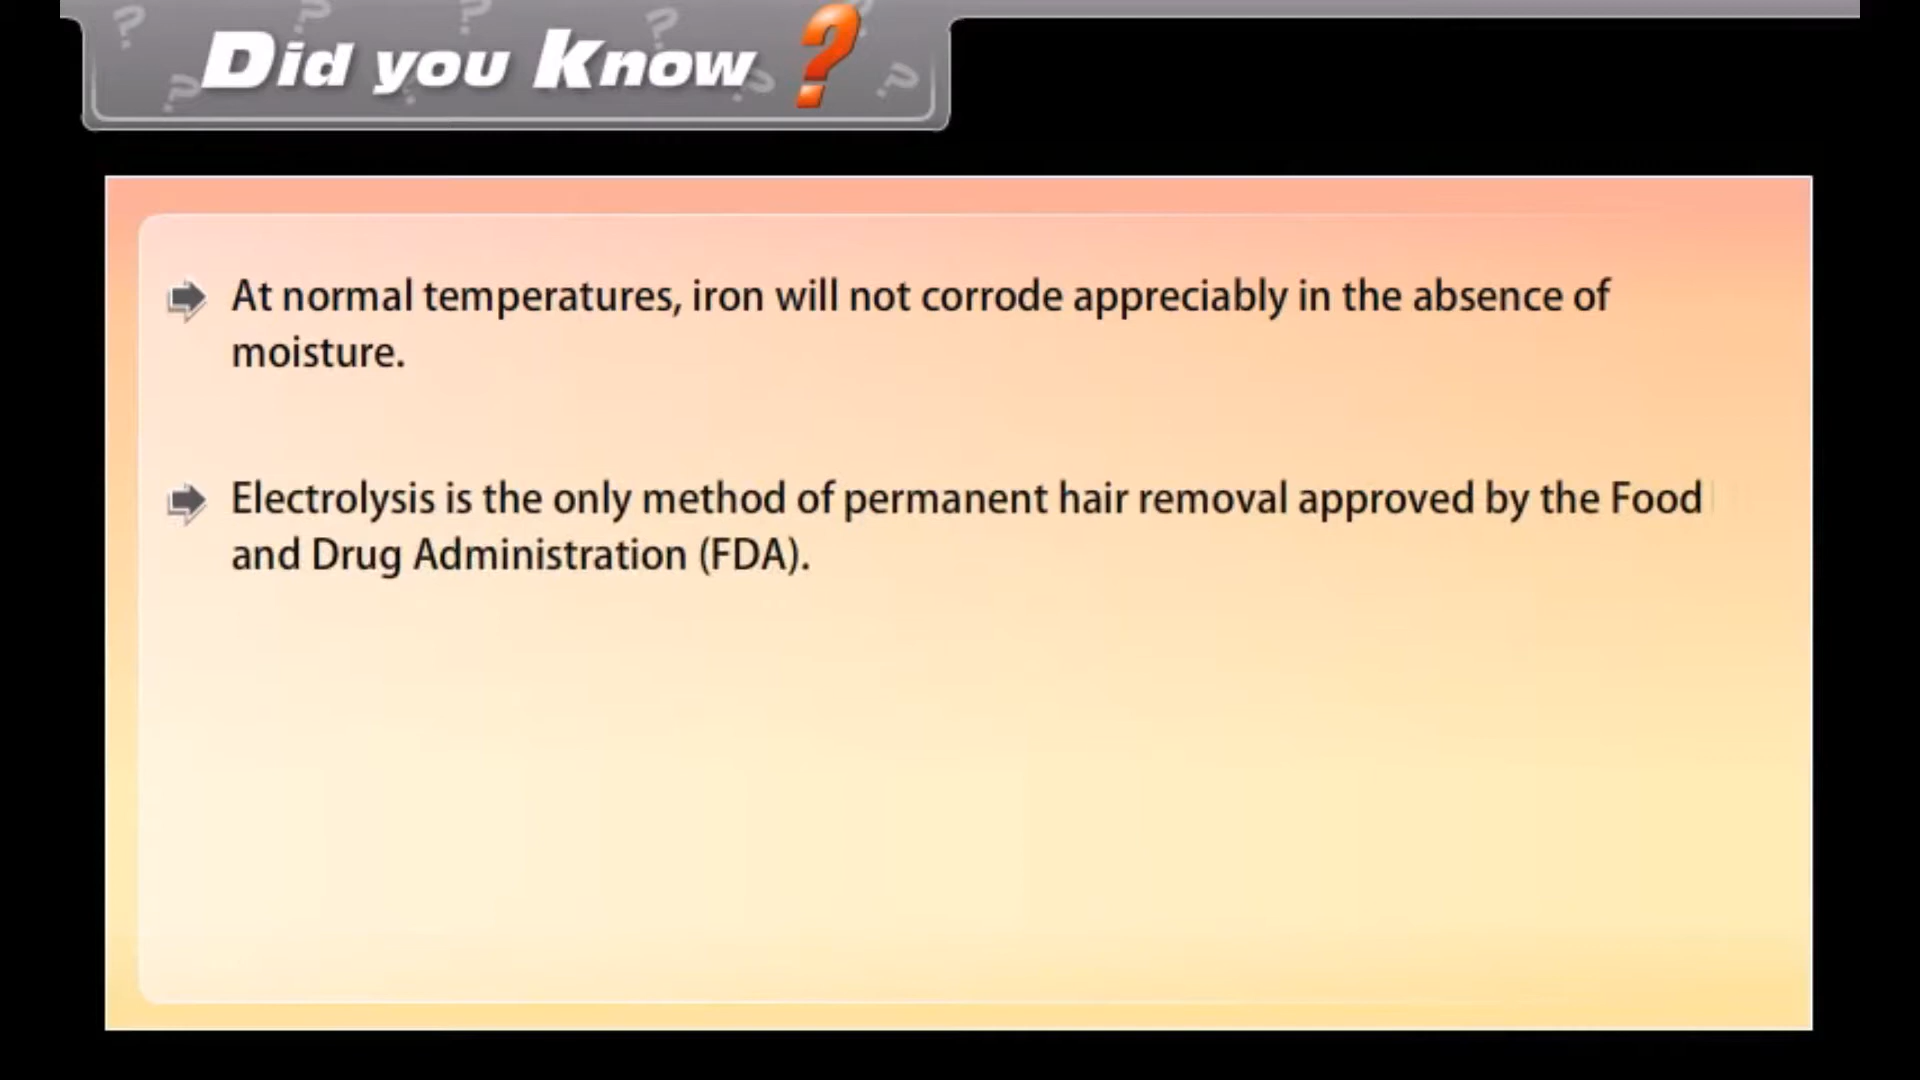 Did you Know ?
At normal temperatures, iron will not corrode appreciably in the absence of
moisture.
Electrolysis is the only method of permanent hair removal approved by the Food
and Drug Administration (FDA).